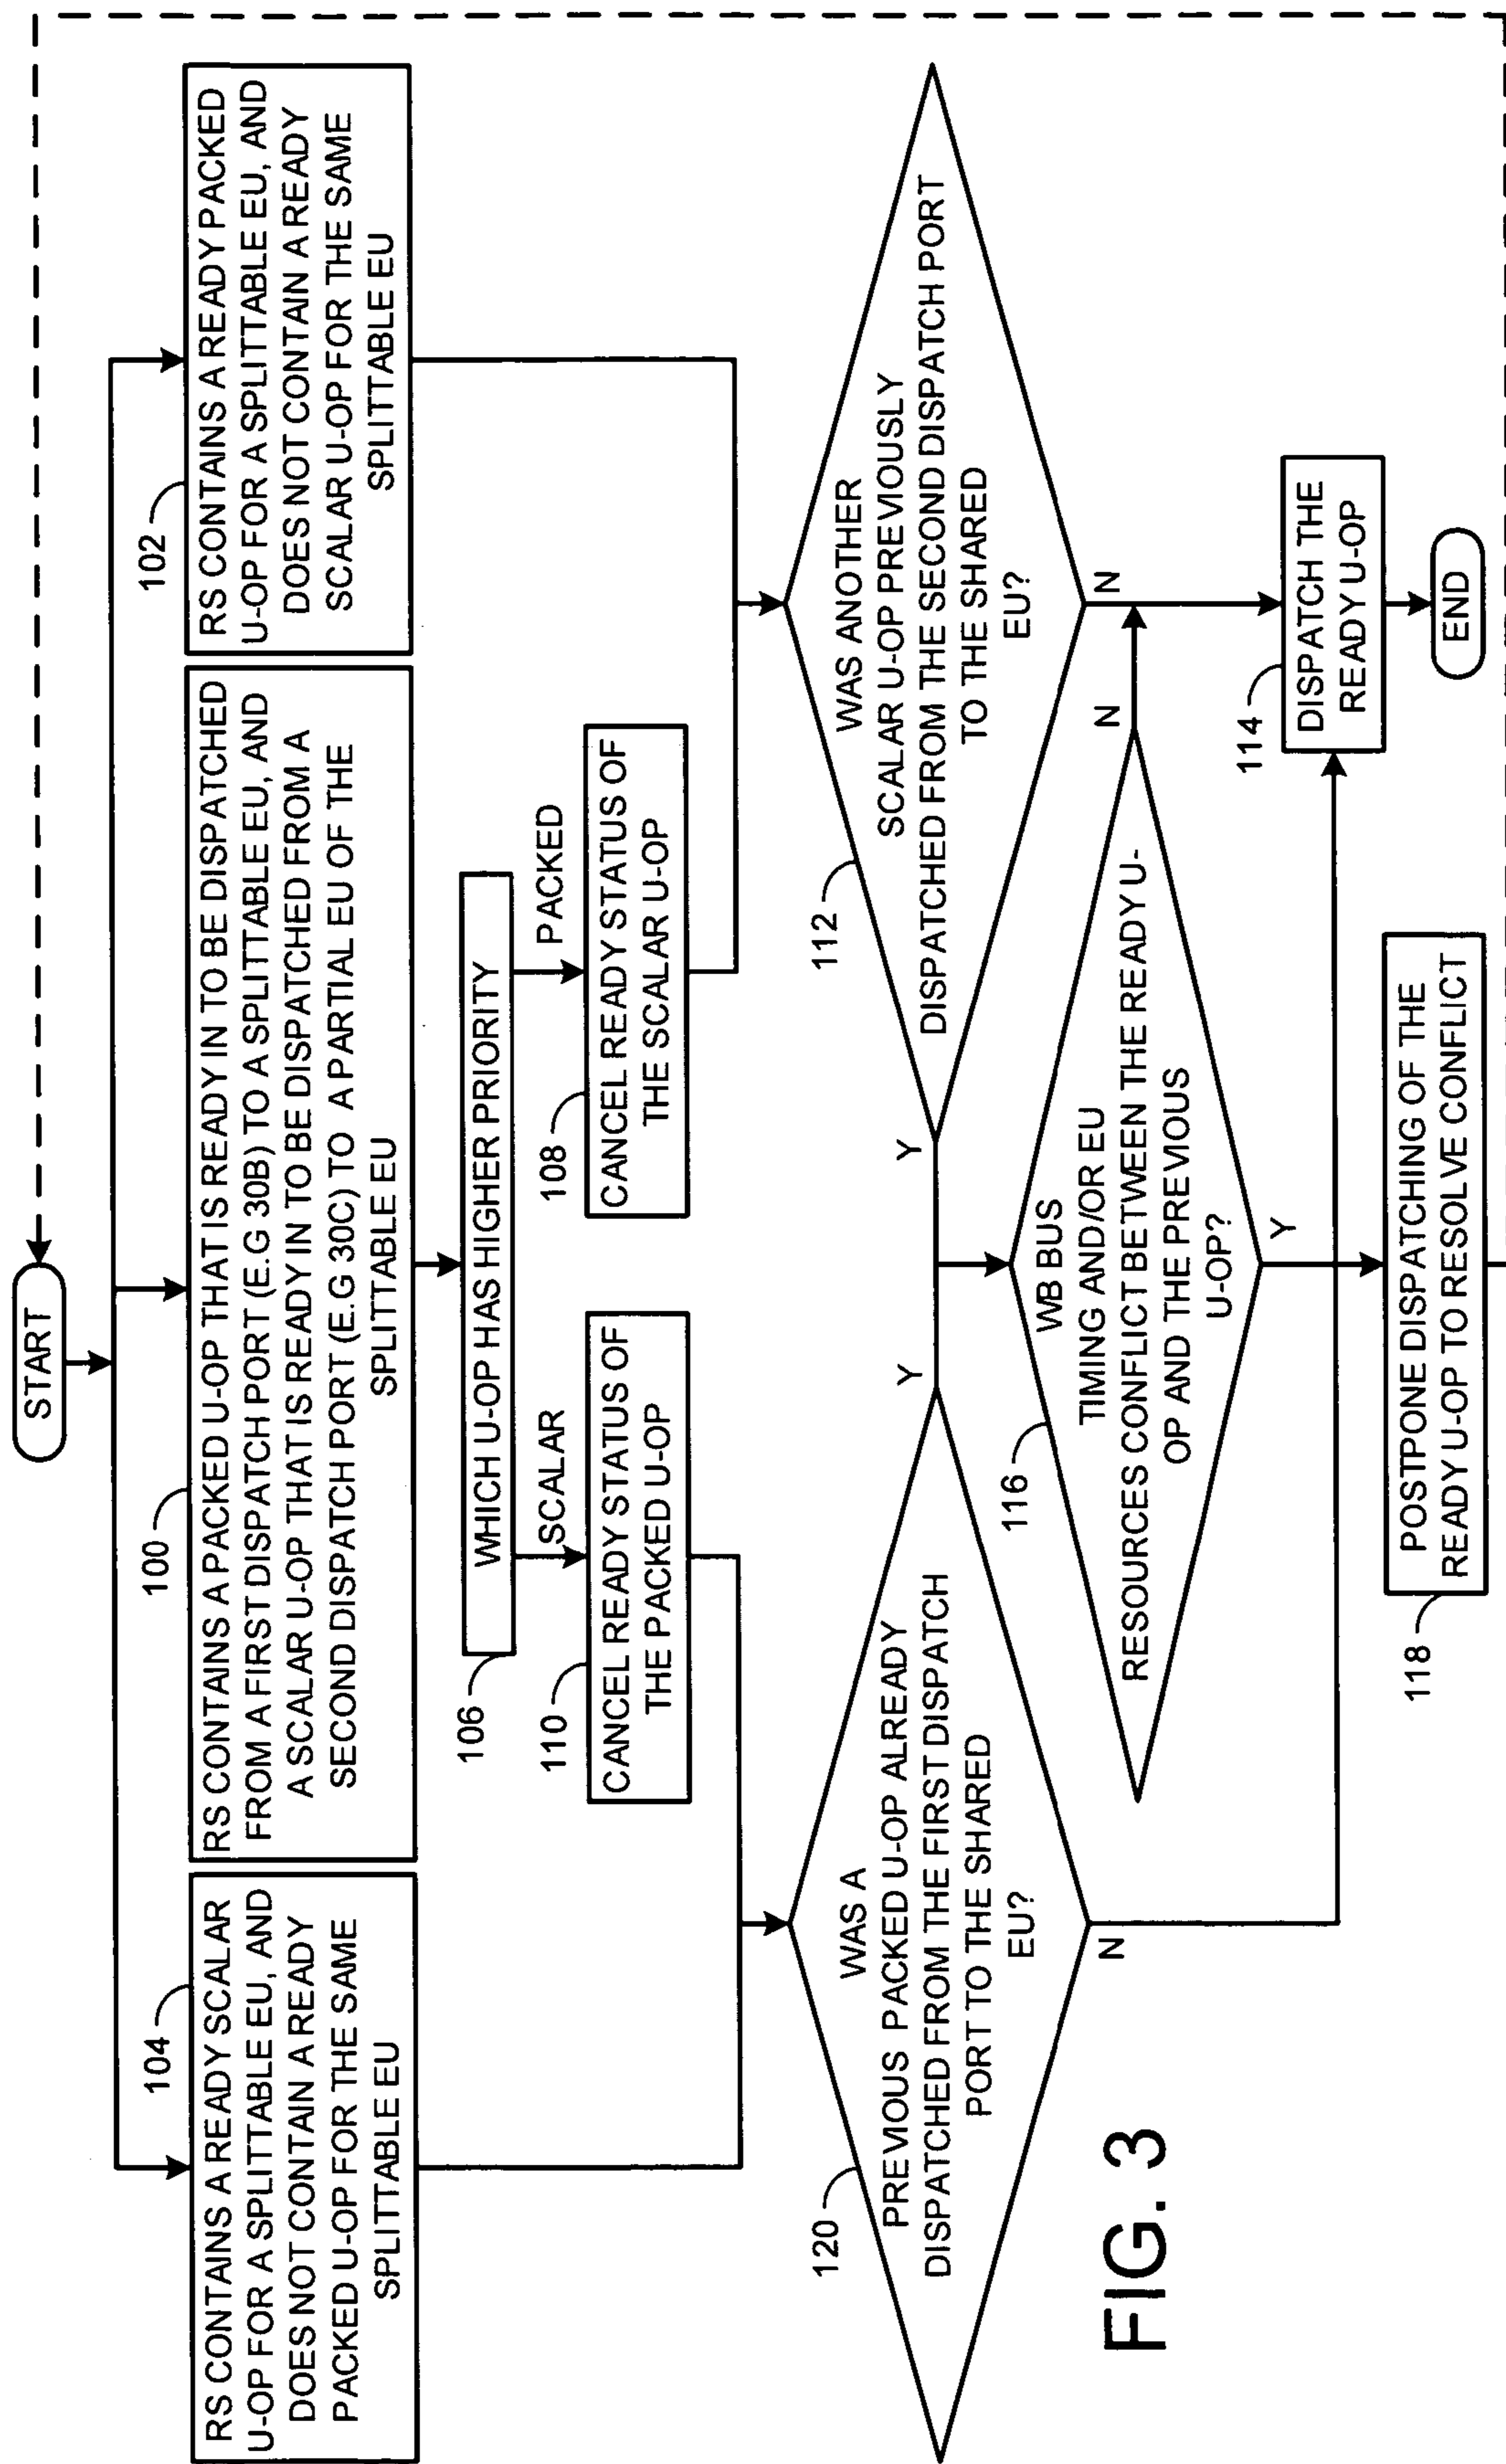 START
104
RS CONTAINS A READY SCALAR
U-OP FOR A SPLITTABLE EU, AND
DOES NOT CONTAIN A READY
PACKED U-OP FOR THE SAME
SPLITTABLE EU
100
RS CONTAINS A PACKED U-OP THAT IS READY IN TO BE DISPATCHED
FROM A FIRST DISPATCH PORT (E.G 30B) TO A SPLITTABLE EU, AND
A SCALAR U-OP THAT IS READY IN TO BE DISPATCHED FROM A
SECOND DISPATCH PORT (E.G 30C) TO A PARTIAL EU OF THE
SPLITTABLE EU
102
RS CONTAINS A READY PACKED
U-OP FOR A SPLITTABLE EU, AND
DOES NOT CONTAIN A READY
SCALAR U-OP FOR THE SAME
SPLITTABLE EU
106
WHICH U-OP HAS HIGHER PRIORITY
SCALAR
PACKED
110
CANCEL READY STATUS OF
THE PACKED U-OP
108
CANCEL READY STATUS OF
THE SCALAR U-OP
120
WAS A
PREVIOUS PACKED U-OP ALREADY
DISPATCHED FROM THE FIRST DISPATCH
PORT TO THE SHARED
EU?
Y
N
112
WAS ANOTHER
SCALAR U-OP PREVIOUSLY
DISPATCHED FROM THE SECOND DISPATCH PORT
TO THE SHARED
EU?
Y
N
116
WB BUS
TIMING AND/OR EU
RESOURCES CONFLICT BETWEEN THE READY U-
OP AND THE PREVIOUS
U-OP?
N
Y
114
DISPATCH THE
READY U-OP
118
POSTPONE DISPATCHING OF THE
READY U-OP TO RESOLVE CONFLICT
END
FIG. 3